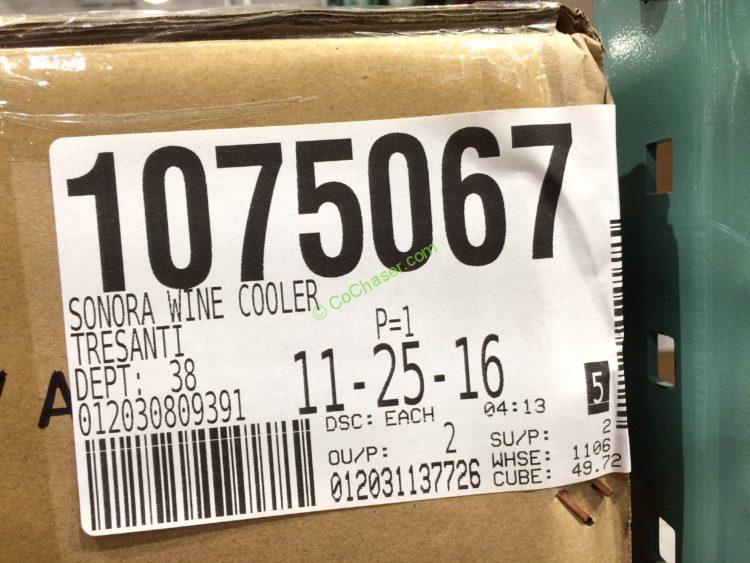 1075067
SONORA WINE COOLER
TRESANTI
P=1
DEPT: 38
11-25-16
5
012030809391
DSC: EACH
04:13
OU/P: 2
SU/P: 2
WHSE: 1106
012031137726
CUBE: 49.72
© CoChaser.com
A